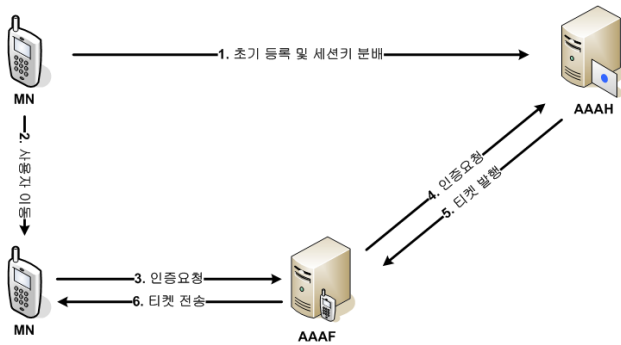 1. 초기 등록 및 세션키 분배
MN
AAAH
2. 사용자 이동
4. 인증요청
5. 티켓 발행
3. 인증요청
6. 티켓 전송
MN
AAAF